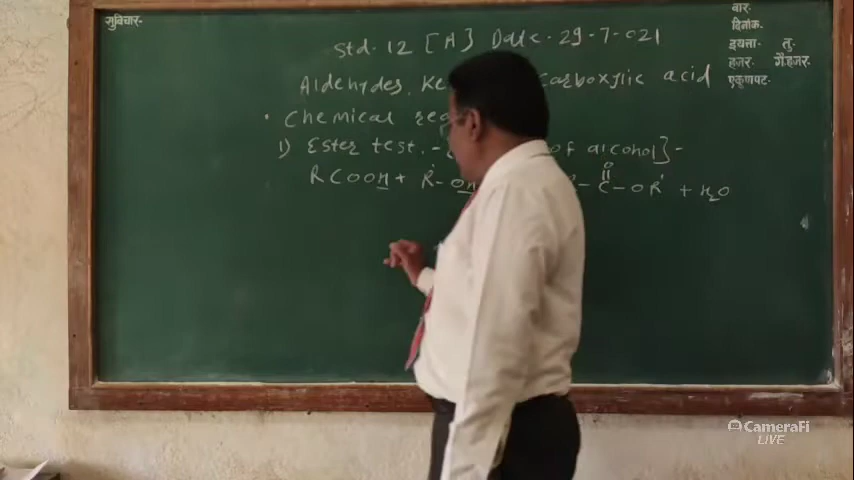 सुविचार-
वार-
दिनांक-
इयत्ता- तु-
हजर- गैरहजर-
एकुणपट-
Std. 12 [A] Date. 29-7-021
Aldehydes, Ke carboxylic acid
• Chemical rea
1) Ester test. - of alcohol} -
RCOOH + R'-OH - C - OR' + H2O
O
CameraFi
LIVE